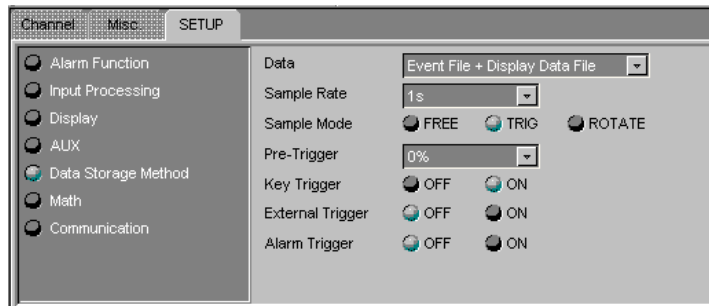 Channel Misc SETUP
Alarm Function
Input Processing
Display
AUX
Data Storage Method
Math
Communication
Data Event File + Display Data File
Sample Rate 1s
Sample Mode FREE TRIG ROTATE
Pre-Trigger 0%
Key Trigger OFF ON
External Trigger OFF ON
Alarm Trigger OFF ON